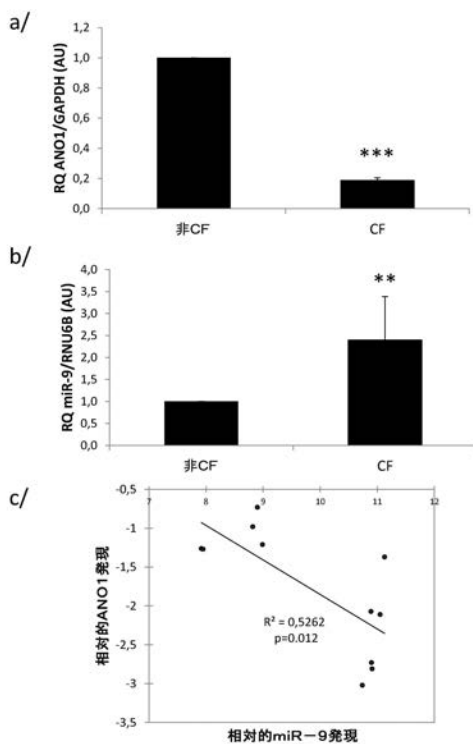 a/
RQ ANO1/GAPDH (AU)
1,2
1,0
0,8
0,6
0,4
0,2
0,0
***
非CF
CF
b/
RQ miR-9/RNU6B (AU)
4,0
3,5
3,0
2,5
2,0
1,5
1,0
0,5
0,0
**
非CF
CF
c/
相対的ANO1発現
-0,5
7 8 9 10 11 12
-1
-1,5
-2
-2,5
-3
-3,5
R² = 0,5262
p=0.012
相対的miR－9発現